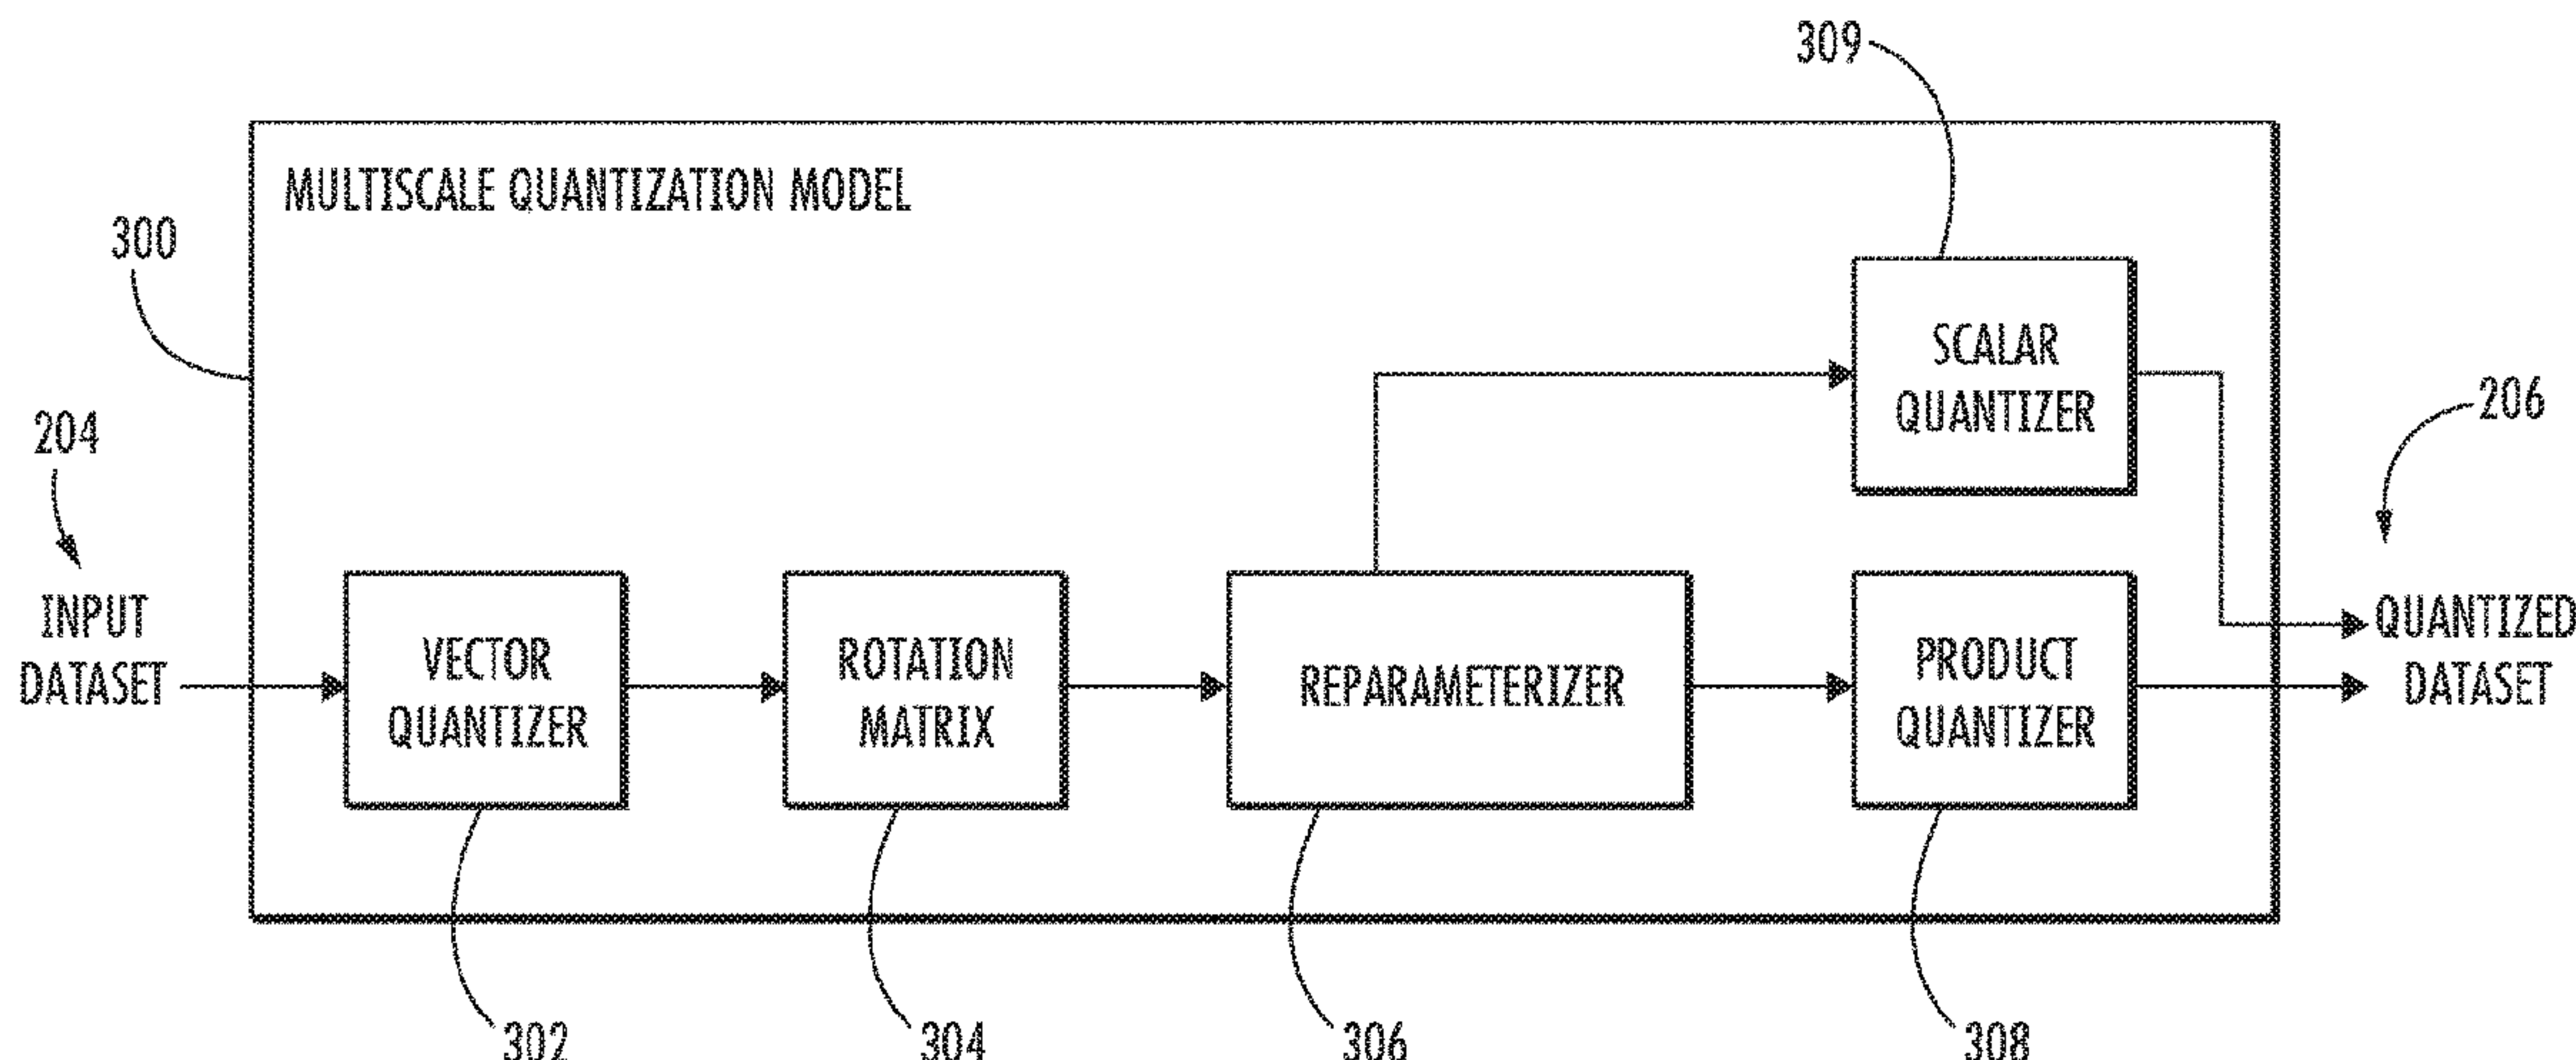 309
MULTISCALE QUANTIZATION MODEL
300
SCALAR
QUANTIZER
204
206
INPUT
DATASET
VECTOR
QUANTIZER
ROTATION
MATRIX
REPARAMETERIZER
PRODUCT
QUANTIZER
QUANTIZED
DATASET
302
304
306
308